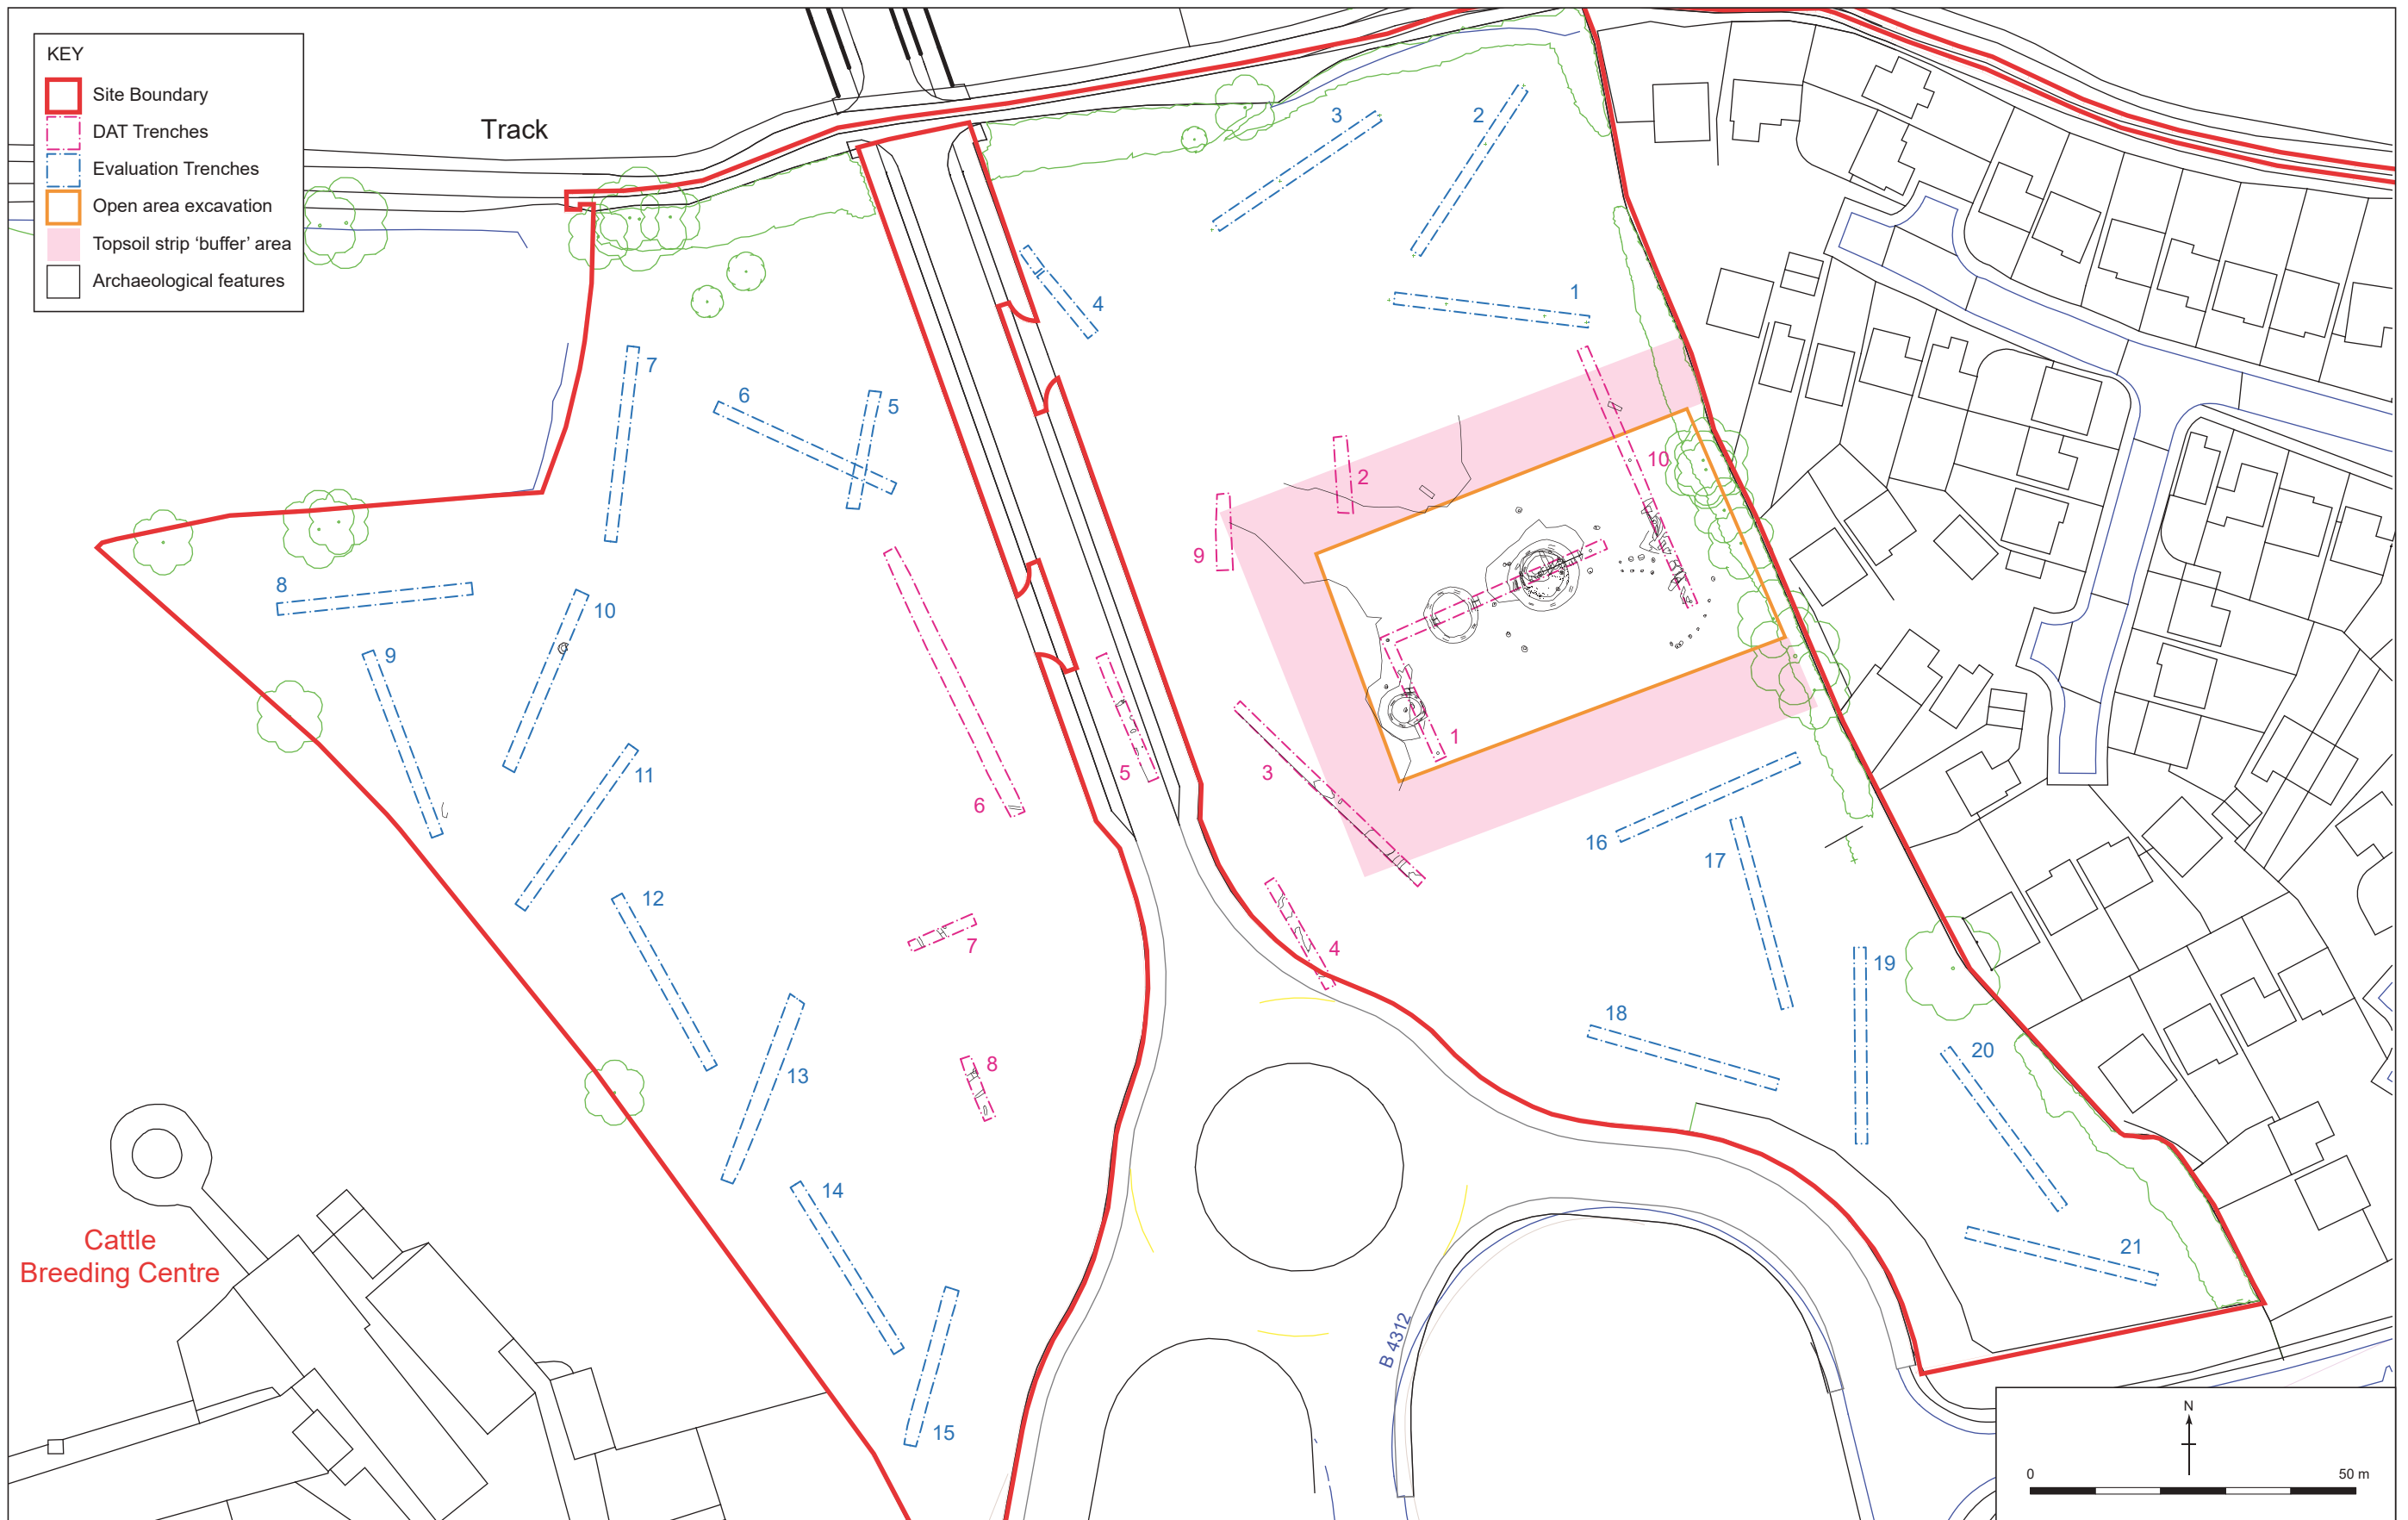 KEY
Site Boundary
DAT Trenches
Evaluation Trenches
Open area excavation
Topsoil strip ‘buffer’ area
Archaeological features
Track
3
2
4
1
7
6
5
2
10
9
8
10
9
1
11
3
5
6
16
17
12
7
4
19
18
20
8
13
14
21
15
Cattle
Breeding Centre
B 4312
N
0
50 m